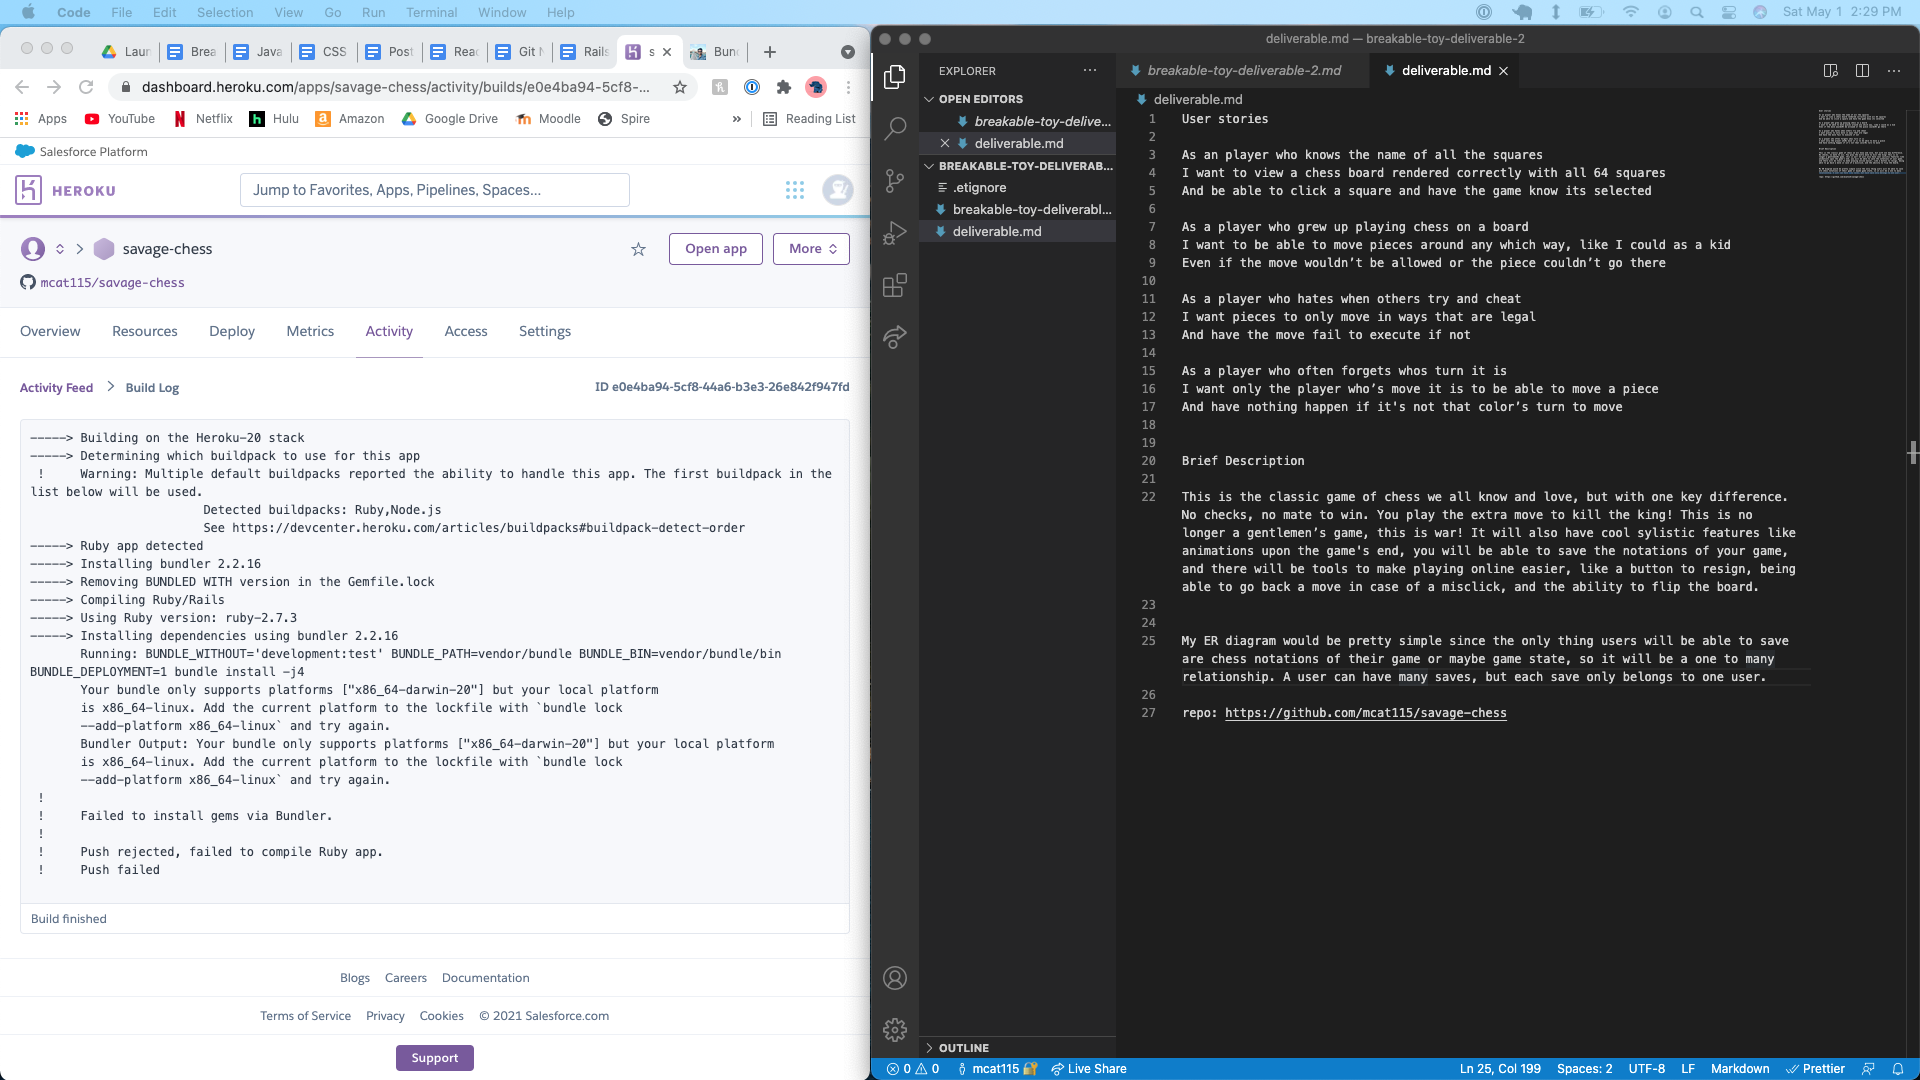 Code File Edit Selection View Go Run Terminal Window Help Sat May 1 2:29 PM
Laun Brea Java CSS Post Reac Git N Rails s Bund
dashboard.heroku.com/apps/savage-chess/activity/builds/e0e4ba94-5cf8-...
Apps YouTube Netflix Hulu Amazon Google Drive Moodle Spire » Reading List
Salesforce Platform
HEROKU
Jump to Favorites, Apps, Pipelines, Spaces...
savage-chess
Open app
More
mcat115/savage-chess
Overview Resources Deploy Metrics Activity Access Settings
Activity Feed > Build Log
ID e0e4ba94-5cf8-44a6-b3e3-26e842f947fd
-----> Building on the Heroku-20 stack
-----> Determining which buildpack to use for this app
! Warning: Multiple default buildpacks reported the ability to handle this app. The first buildpack in the
list below will be used.
Detected buildpacks: Ruby,Node.js
See https://devcenter.heroku.com/articles/buildpacks#buildpack-detect-order
-----> Ruby app detected
-----> Installing bundler 2.2.16
-----> Removing BUNDLED WITH version in the Gemfile.lock
-----> Compiling Ruby/Rails
-----> Using Ruby version: ruby-2.7.3
-----> Installing dependencies using bundler 2.2.16
Running: BUNDLE_WITHOUT='development:test' BUNDLE_PATH=vendor/bundle BUNDLE_BIN=vendor/bundle/bin
BUNDLE_DEPLOYMENT=1 bundle install -j4
Your bundle only supports platforms ["x86_64-darwin-20"] but your local platform
is x86_64-linux. Add the current platform to the lockfile with `bundle lock
--add-platform x86_64-linux` and try again.
Bundler Output: Your bundle only supports platforms ["x86_64-darwin-20"] but your local platform
is x86_64-linux. Add the current platform to the lockfile with `bundle lock
--add-platform x86_64-linux` and try again.
!
! Failed to install gems via Bundler.
!
! Push rejected, failed to compile Ruby app.
! Push failed
Build finished
Blogs Careers Documentation
Terms of Service Privacy Cookies © 2021 Salesforce.com
Support
deliverable.md — breakable-toy-deliverable-2
EXPLORER
OPEN EDITORS
breakable-toy-delive...
deliverable.md
BREAKABLE-TOY-DELIVERAB...
.etignore
breakable-toy-deliverabl...
deliverable.md
OUTLINE
breakable-toy-deliverable-2.md deliverable.md
deliverable.md
1 User stories
2
3 As an player who knows the name of all the squares
4 I want to view a chess board rendered correctly with all 64 squares
5 And be able to click a square and have the game know its selected
6
7 As a player who grew up playing chess on a board
8 I want to be able to move pieces around any which way, like I could as a kid
9 Even if the move wouldn’t be allowed or the piece couldn’t go there
10
11 As a player who hates when others try and cheat
12 I want pieces to only move in ways that are legal
13 And have the move fail to execute if not
14
15 As a player who often forgets whos turn it is
16 I want only the player who’s move it is to be able to move a piece
17 And have nothing happen if it's not that color’s turn to move
18
19
20 Brief Description
21
22 This is the classic game of chess we all know and love, but with one key difference.
No checks, no mate to win. You play the extra move to kill the king! This is no
longer a gentlemen’s game, this is war! It will also have cool sylistic features like
animations upon the game's end, you will be able to save the notations of your game,
and there will be tools to make playing online easier, like a button to resign, being
able to go back a move in case of a misclick, and the ability to flip the board.
23
24
25 My ER diagram would be pretty simple since the only thing users will be able to save
are chess notations of their game or maybe game state, so it will be a one to many
relationship. A user can have many saves, but each save only belongs to one user.
26
27 repo: https://github.com/mcat115/savage-chess
0 0 mcat115 Live Share Ln 25, Col 199 Spaces: 2 UTF-8 LF Markdown Prettier